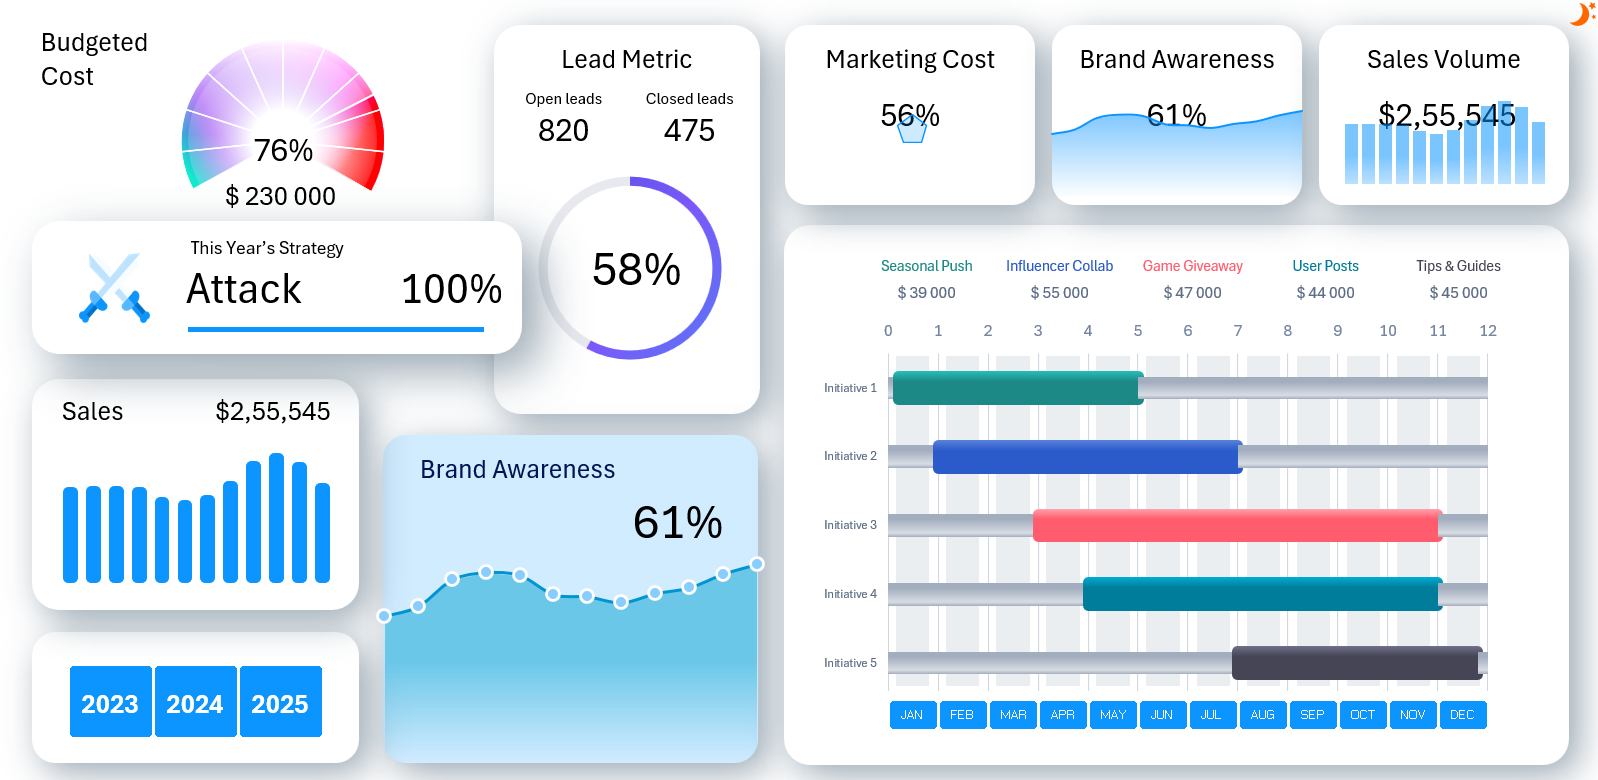 Budgeted
Cost
76%
$ 230 000
This Year's Strategy
Attack
100%
Lead Metric
Open leads
Closed leads
820
475
58%
Sales
$2,55,545
2023
2024
2025
Brand Awareness
61%
Marketing Cost
56%
Brand Awareness
61%
Sales Volume
$2,55,545
Seasonal Push
Influencer Collab
Game Giveaway
User Posts
Tips & Guides
$ 39 000
$ 55 000
$ 47 000
$ 44 000
$ 45 000
0 1 2 3 4 5 6 7 8 9 10 11 12
Initiative 1
Initiative 2
Initiative 3
Initiative 4
Initiative 5
JAN FEB MAR APR MAY JUN JUL AUG SEP OCT NOV DEC